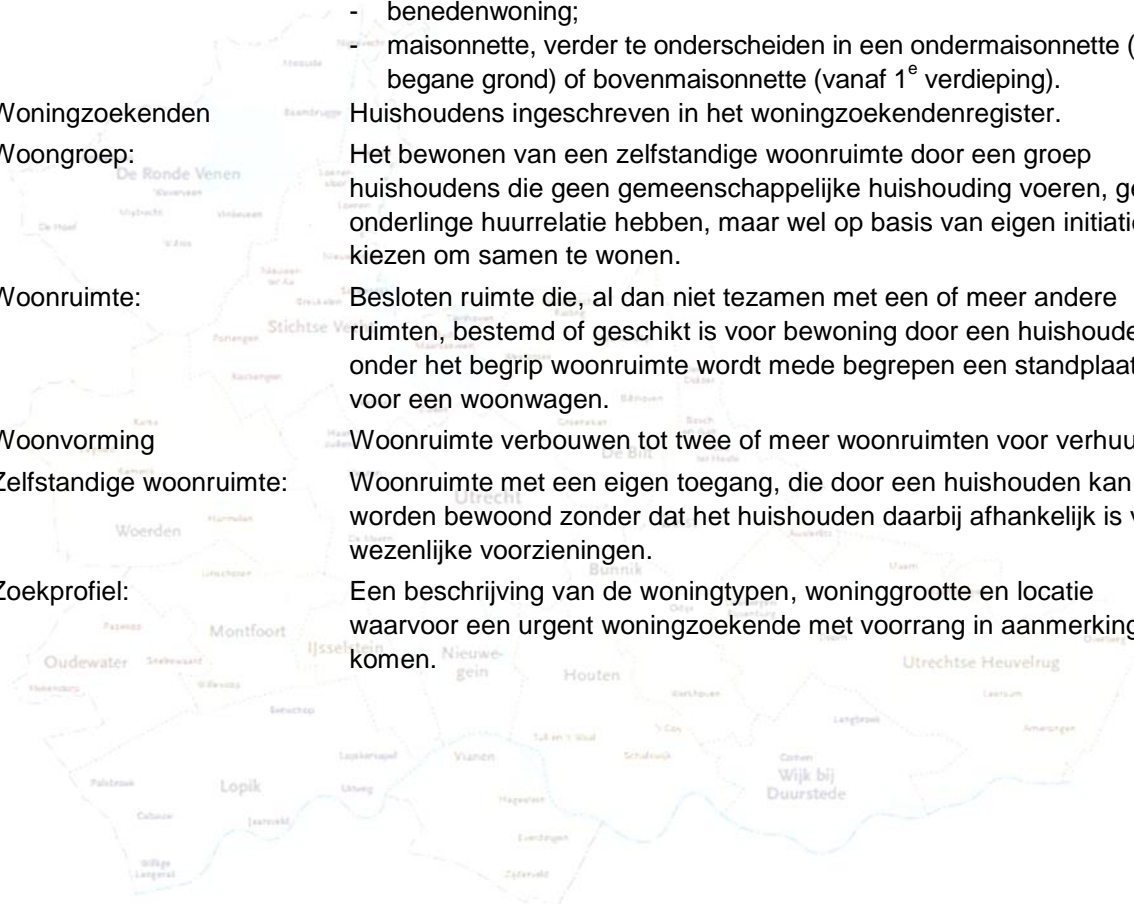 - benedenwoning;
- maisonnette, verder te onderscheiden in een ondermaisonnette (
begane grond) of bovenmaisonnette (vanaf 1e verdieping).
Woningzoekenden Huishoudens ingeschreven in het woningzoekendenregister.
Woongroep: Het bewonen van een zelfstandige woonruimte door een groep
huishoudens die geen gemeenschappelijke huishouding voeren, ge
onderlinge huurrelatie hebben, maar wel op basis van eigen initiatie
kiezen om samen te wonen.
Woonruimte: Besloten ruimte die, al dan niet tezamen met een of meer andere
ruimten, bestemd of geschikt is voor bewoning door een huishoude
onder het begrip woonruimte wordt mede begrepen een standplaat
voor een woonwagen.
Woonvorming Woonruimte verbouwen tot twee of meer woonruimten voor verhuu
Zelfstandige woonruimte: Woonruimte met een eigen toegang, die door een huishouden kan
worden bewoond zonder dat het huishouden daarbij afhankelijk is v
wezenlijke voorzieningen.
Zoekprofiel: Een beschrijving van de woningtypen, woninggrootte en locatie
waarvoor een urgent woningzoekende met voorrang in aanmerking
komen.
De Ronde Venen
Stichtse
De Bilt
Utrecht
Woerden
Bunnik
Montfoort
IJsselstein
Nieuwe-
gein
Oudewater
Houten
Utrechtse Heuvelrug
Vianen
Lopik
Wijk bij
Duurstede